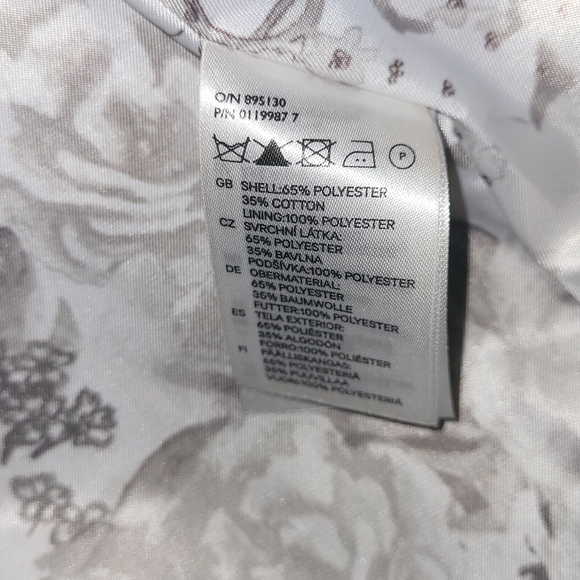 O/N 895130
P/N 0119987 7
P
GB SHELL:65% POLYESTER
35% COTTON
LINING:100% POLYESTER
CZ SVRCHNÍ LÁTKA:
65% POLYESTER
35% BAVLNA
PODŠÍVKA:100% POLYESTER
DE OBERMATERIAL:
65% POLYESTER
35% BAUMWOLLE
FUTTER:100% POLYESTER
ES TELA EXTERIOR:
65% POLIÉSTER
35% ALGODÓN
FORRO:100% POLIÉSTER
FI PÄÄLLISKANGAS:
65% POLYESTERIA
35% PUUVILLAA
VUORI:100% POLYESTERIA